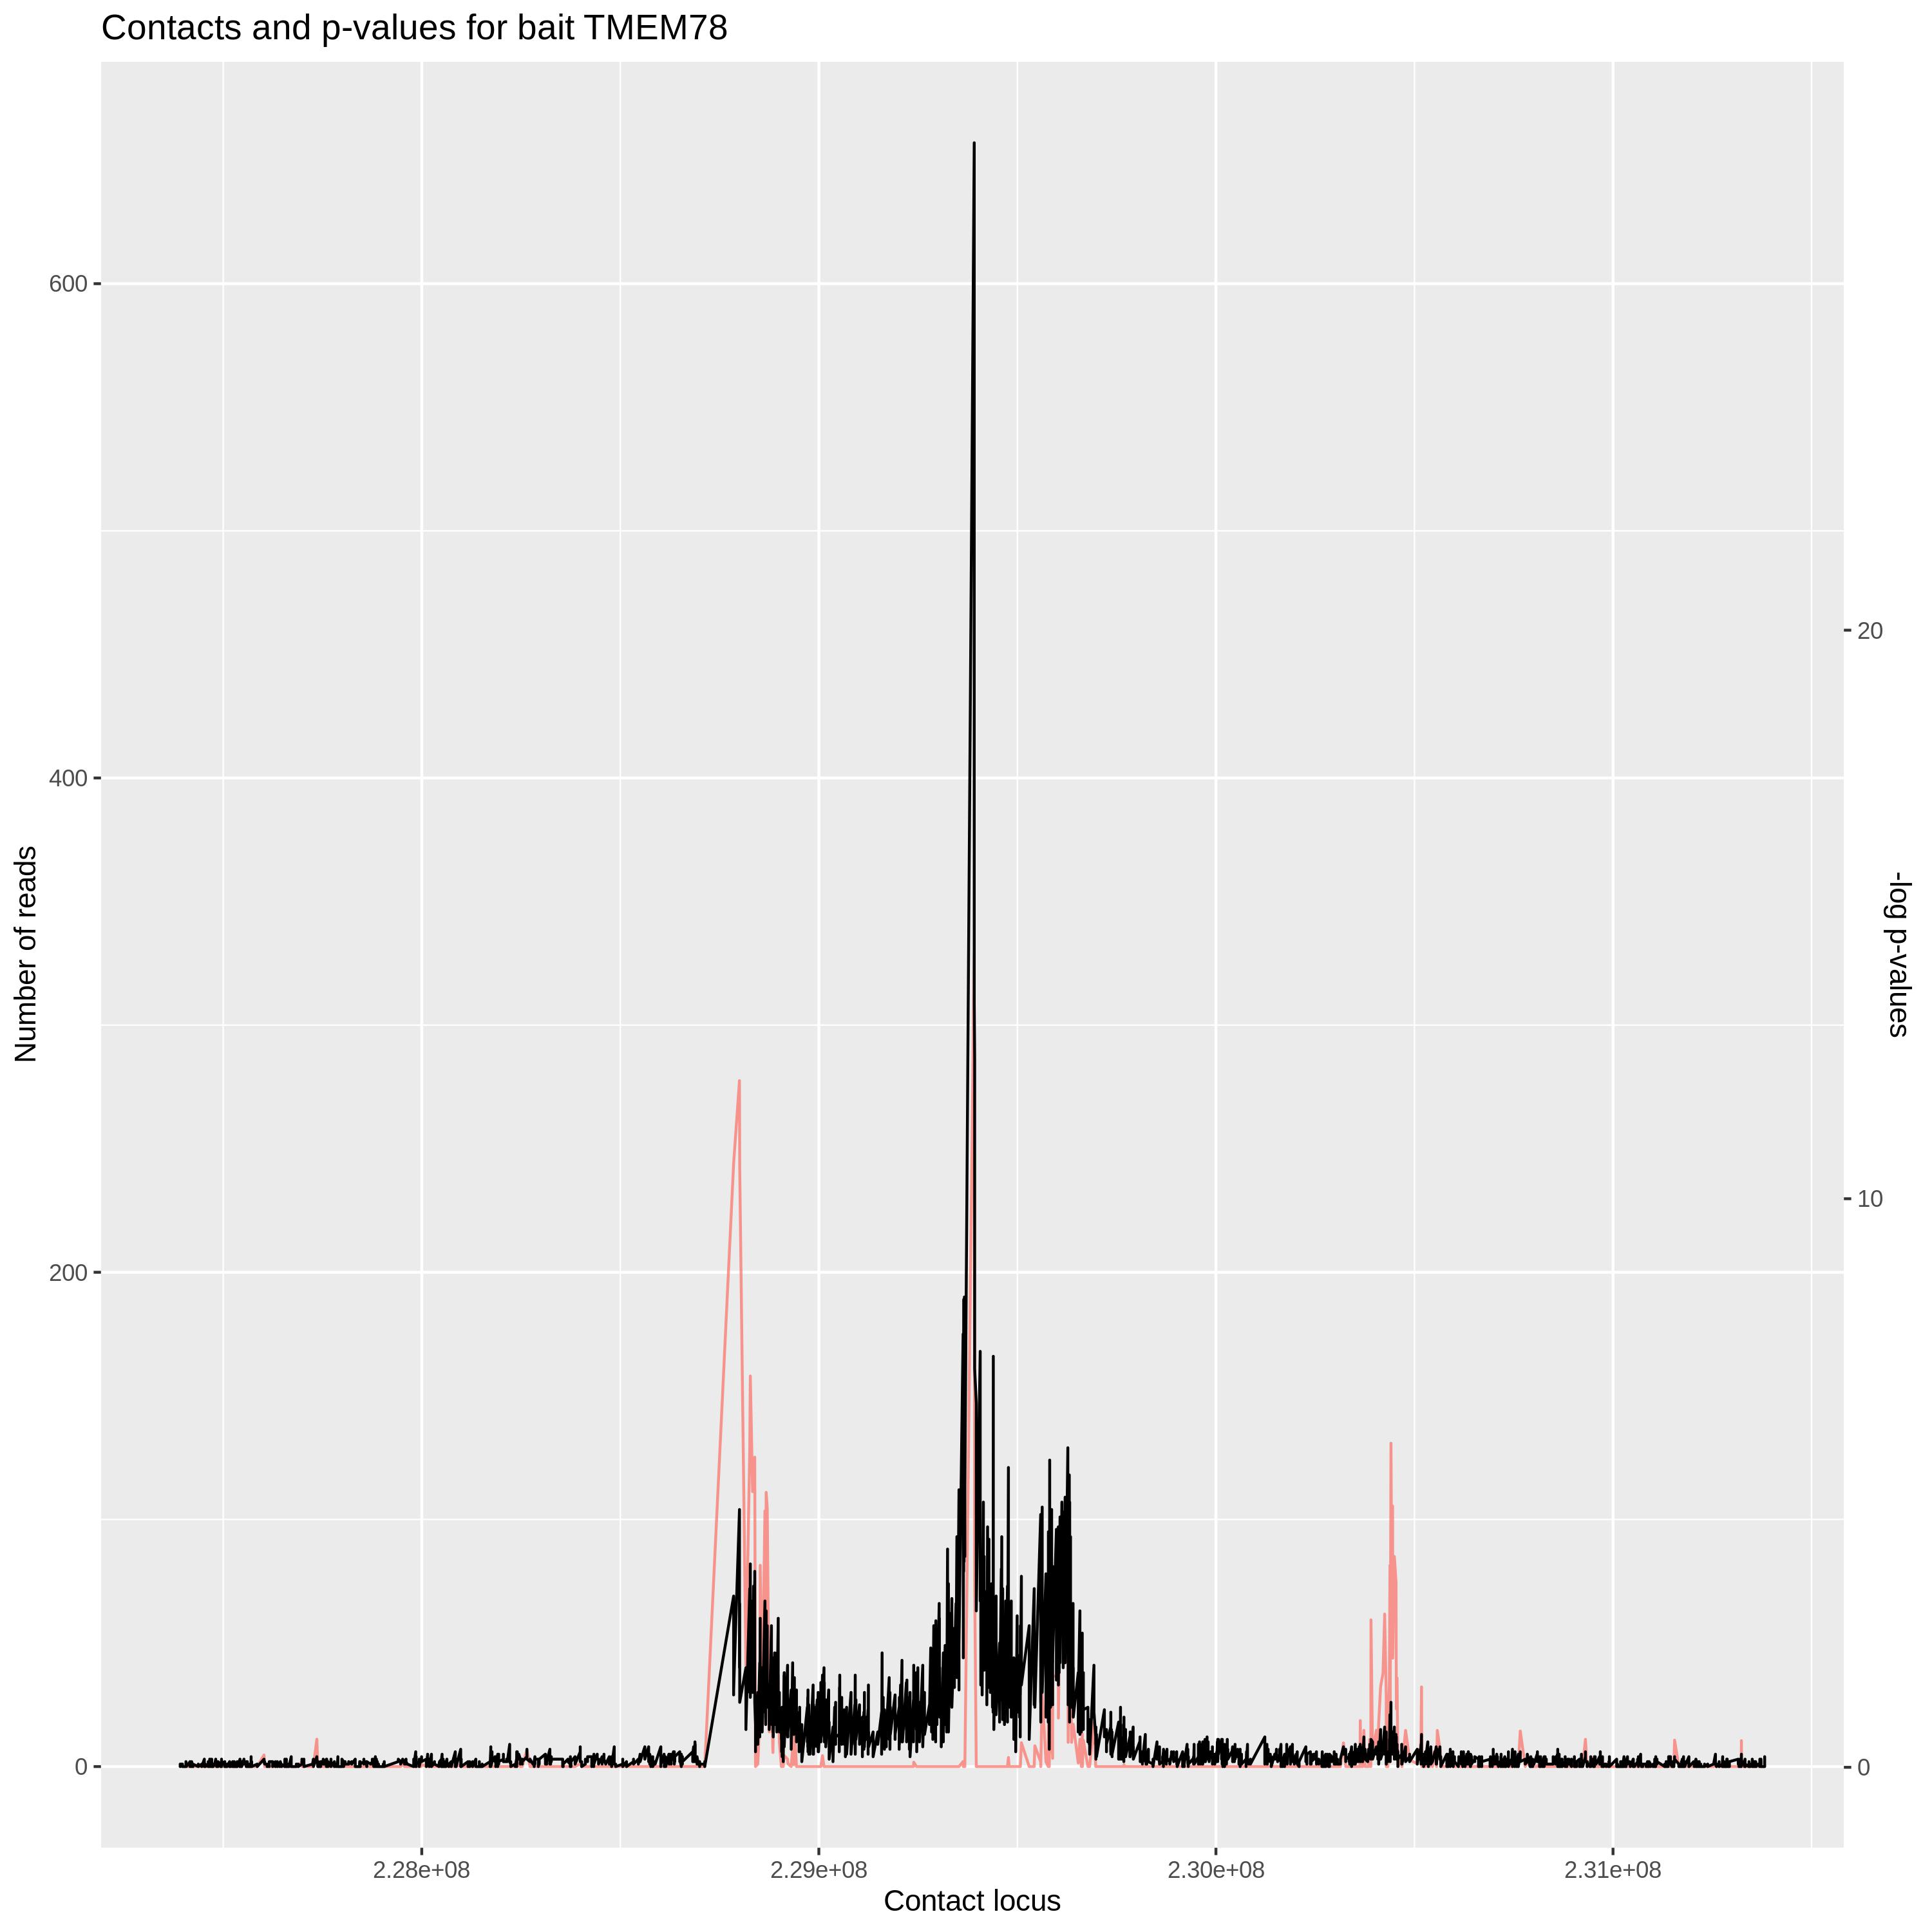 Contacts and p-values for bait TMEM78
600
400
200
0
Number of reads
20
10
0
-log p-values
2.28e+08
2.29e+08
2.30e+08
2.31e+08
Contact locus